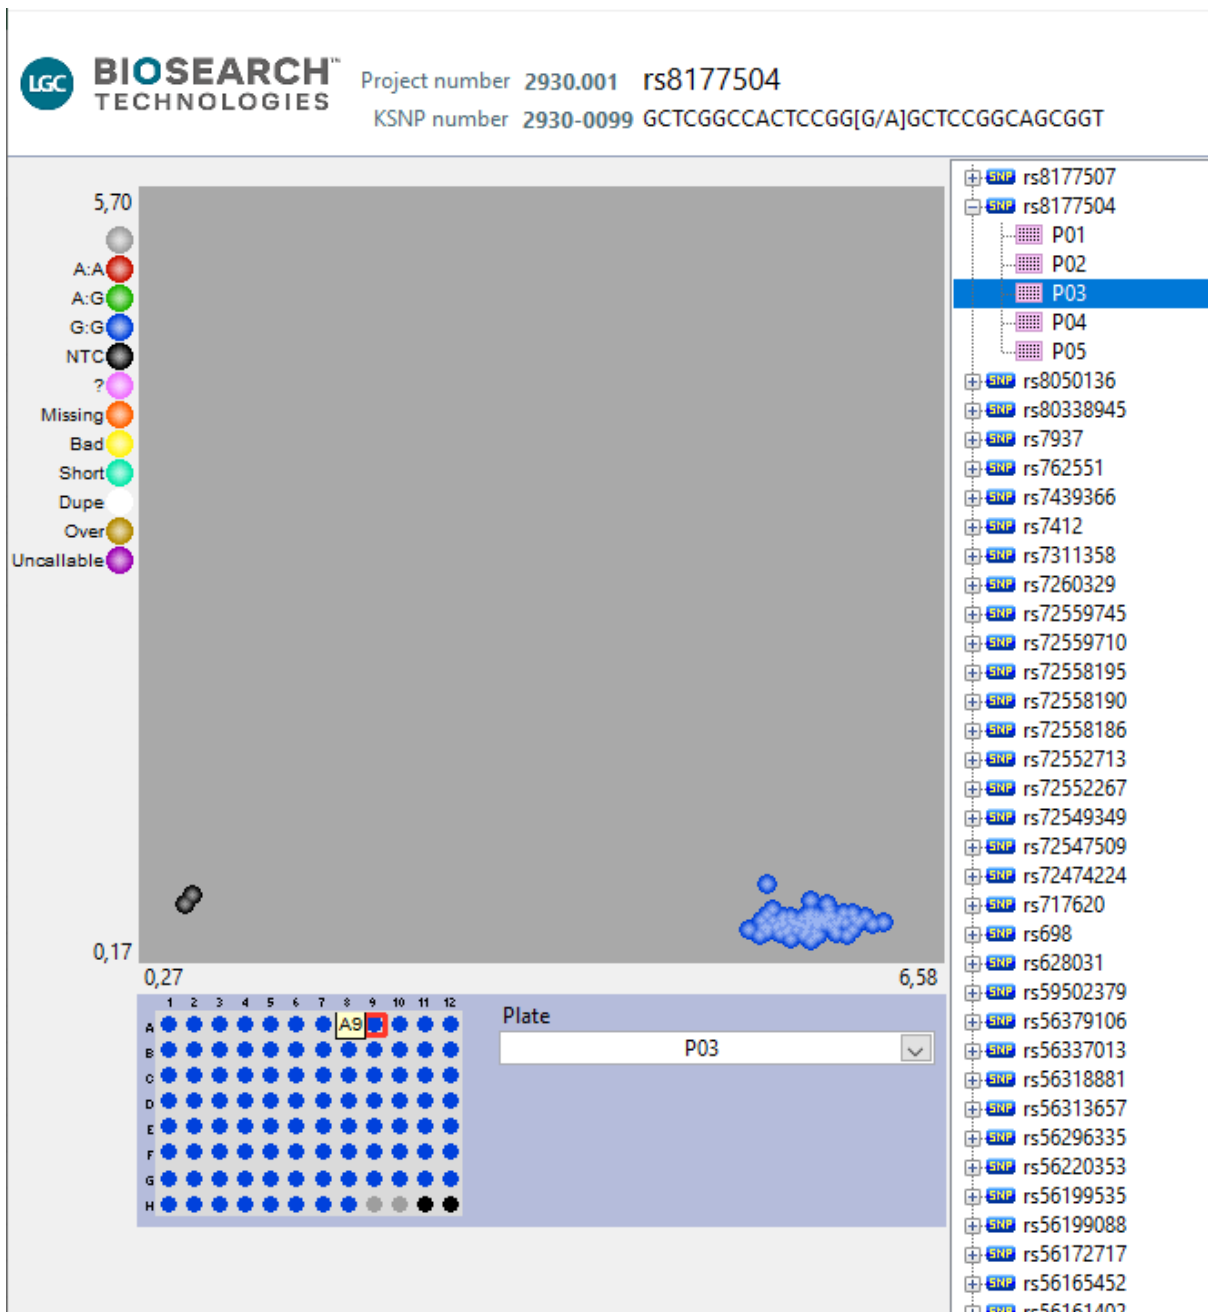 LGC BIOSEARCH™
TECHNOLOGIES
Project number 2930.001 rs8177504
KSNP number 2930-0099 GCTCGGCCACTCCGG[G/A]GCTCCGGCAGCGGT
5,70
A:A
A:G
G:G
NTC
?
Missing
Bad
Short
Dupe
Over
Uncallable
0,17
0,27 6,58
1 2 3 4 5 6 7 8 9 10 11 12
A A9
B
C
D
E
F
G
H
Plate
P03
SNP rs8177507
SNP rs8177504
P01
P02
P03
P04
P05
SNP rs8050136
SNP rs80338945
SNP rs7937
SNP rs762551
SNP rs7439366
SNP rs7412
SNP rs7311358
SNP rs7260329
SNP rs72559745
SNP rs72559710
SNP rs72558195
SNP rs72558190
SNP rs72558186
SNP rs72552713
SNP rs72552267
SNP rs72549349
SNP rs72547509
SNP rs72474224
SNP rs717620
SNP rs698
SNP rs628031
SNP rs59502379
SNP rs56379106
SNP rs56337013
SNP rs56318881
SNP rs56313657
SNP rs56296335
SNP rs56220353
SNP rs56199535
SNP rs56199088
SNP rs56172717
SNP rs56165452
SNP rs56161402